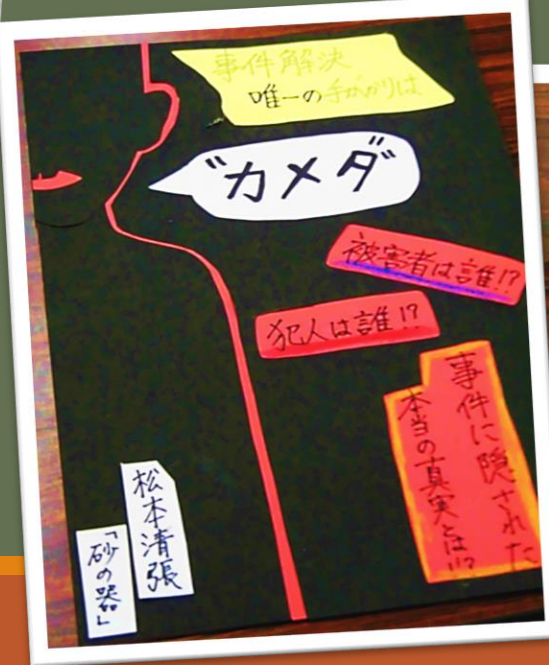 事件解決
唯一の手がかりは
"カメダ"
被害者は誰!?
犯人は誰!?
事件に隠された
本当の真実とは!?
松本清張
「砂の器」